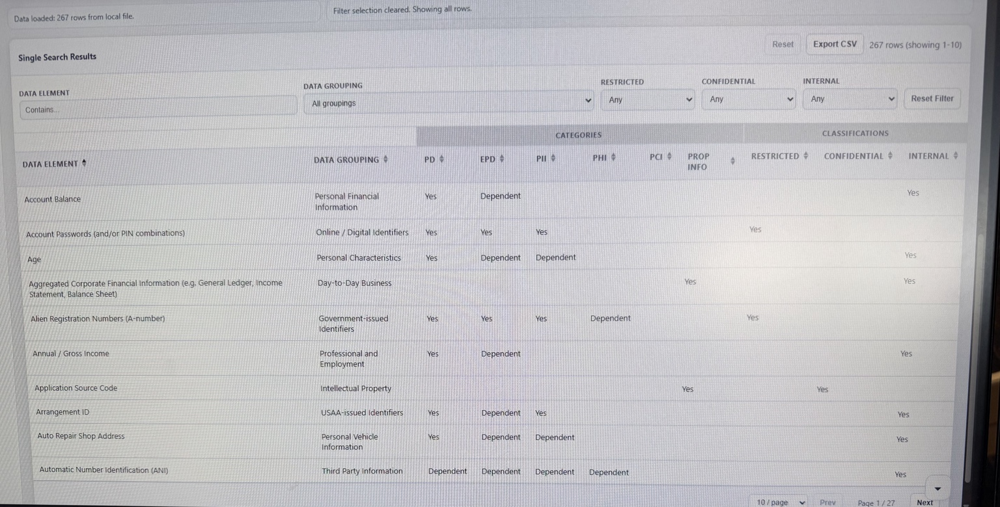 Data loaded: 267 rows from local file.
Filter selection cleared. Showing all rows.
Single Search Results
Reset
Export CSV
267 rows (showing 1-10)
DATA ELEMENT
DATA GROUPING
RESTRICTED
CONFIDENTIAL
INTERNAL
Contains...
All groupings
Any
Any
Any
Reset Filter
CATEGORIES
CLASSIFICATIONS
DATA ELEMENT DATA GROUPING PD EPD PII PHI PCI PROP RESTRICTED CONFIDENTIAL INTERNAL
INFO
Account Balance Personal Financial Yes Dependent Yes
Information
Account Passwords (and/or PIN combinations) Online / Digital Identifiers Yes Yes Yes Yes
Age Personal Characteristics Yes Dependent Dependent Yes
Aggregated Corporate Financial Information (e.g. General Ledger, Income Day-to-Day Business Yes Yes
Statement, Balance Sheet)
Alien Registration Numbers (A-number) Government-issued Yes Yes Yes Dependent Yes
Identifiers
Annual / Gross Income Professional and Yes Dependent Yes
Employment
Application Source Code Intellectual Property Yes Yes
Arrangement ID USAA-issued Identifiers Yes Dependent Yes Yes
Auto Repair Shop Address Personal Vehicle Yes Dependent Dependent Yes
Information
Automatic Number Identification (ANI) Third Party Information Dependent Dependent Dependent Dependent Yes
10 / page Prev Page 1 / 27 Next